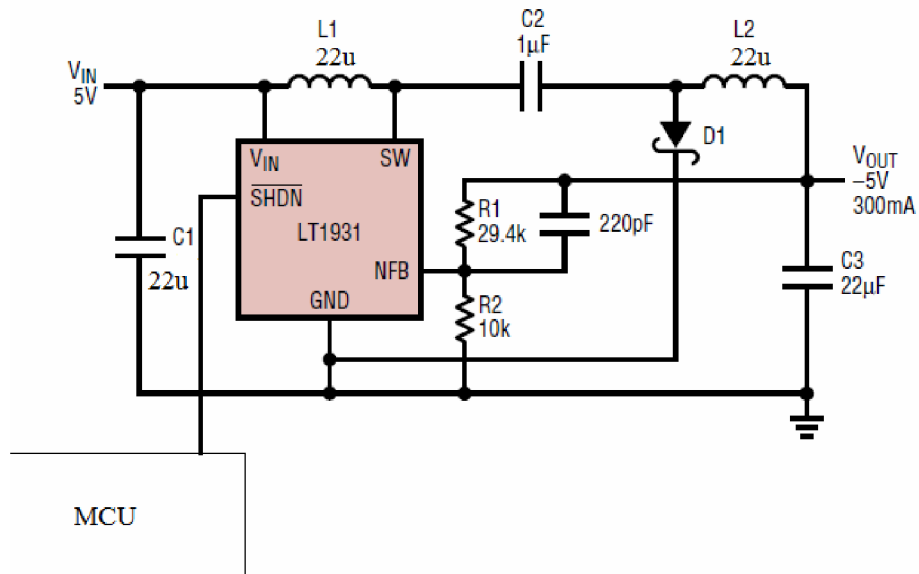 L1
22u
C2
1µF
L2
22u
VIN
5V
VIN
SW
D1
SHDN
LT1931
NFB
GND
C1
22u
R1
29.4k
220pF
R2
10k
VOUT
–5V
300mA
C3
22µF
MCU